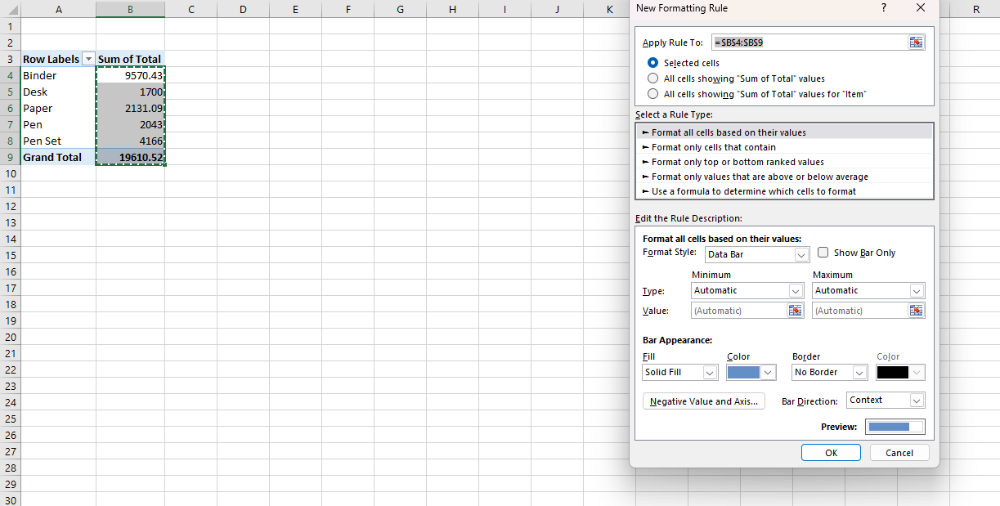 A B C D E F G H I J K R
1
2
3 Row Labels Sum of Total
4 Binder 9570.43
5 Desk 1700
6 Paper 2131.09
7 Pen 2043
8 Pen Set 4166
9 Grand Total 19610.52
10
11
12
13
14
15
16
17
18
19
20
21
22
23
24
25
26
27
28
29
30
New Formatting Rule ?
Apply Rule To: =$B$4:$B$9
Selected cells
All cells showing "Sum of Total" values
All cells showing "Sum of Total" values for "Item"
Select a Rule Type:
► Format all cells based on their values
► Format only cells that contain
► Format only top or bottom ranked values
► Format only values that are above or below average
► Use a formula to determine which cells to format
Edit the Rule Description:
Format all cells based on their values:
Format Style: Data Bar Show Bar Only
Minimum Maximum
Type: Automatic Automatic
Value: (Automatic) (Automatic)
Bar Appearance:
Fill Color Border Color
Solid Fill No Border
Negative Value and Axis... Bar Direction: Context
Preview:
OK Cancel